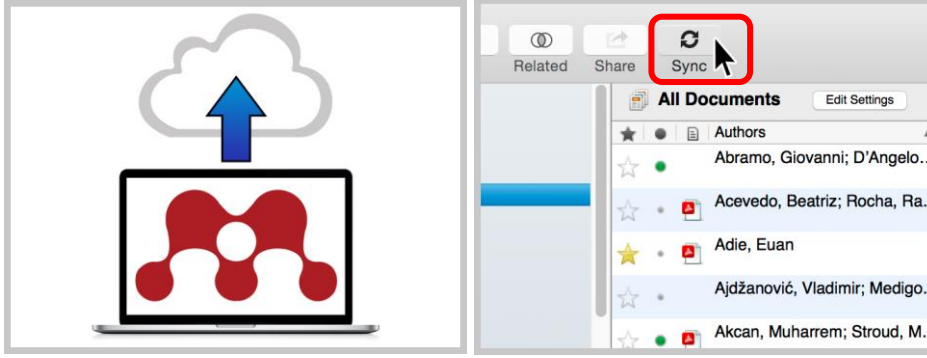 Related Share Sync
All Documents Edit Settings
Authors
Abramo, Giovanni; D'Angelo…
Acevedo, Beatriz; Rocha, Ra.
Adie, Euan
Ajdžanović, Vladimir; Medigo.
Akcan, Muharrem; Stroud, M.